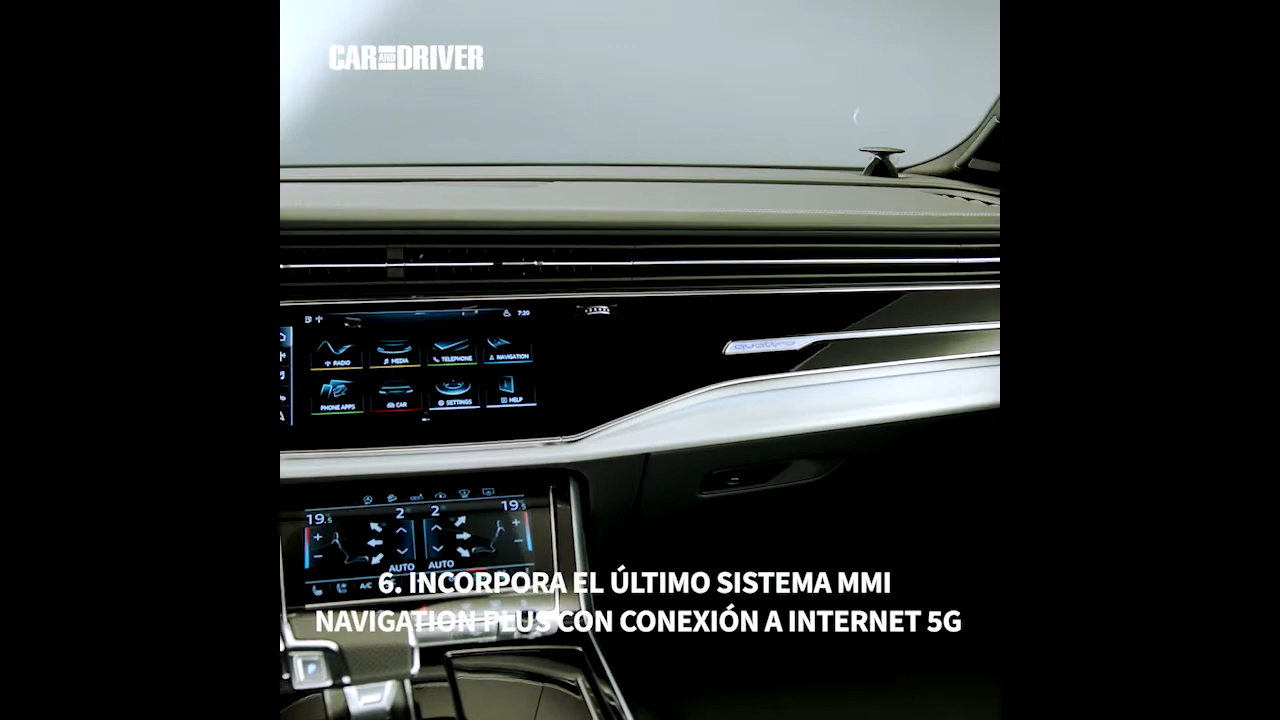 CAR AND DRIVER
7:20
RADIO MEDIA TELEPHONE NAVIGATION
PHONE APPS CAR SETTINGS HELP
quattro
19.5 2 2 19.5
AUTO AUTO
A/C
6. INCORPORA EL ÚLTIMO SISTEMA MMI
NAVIGATION PLUS CON CONEXIÓN A INTERNET 5G
P